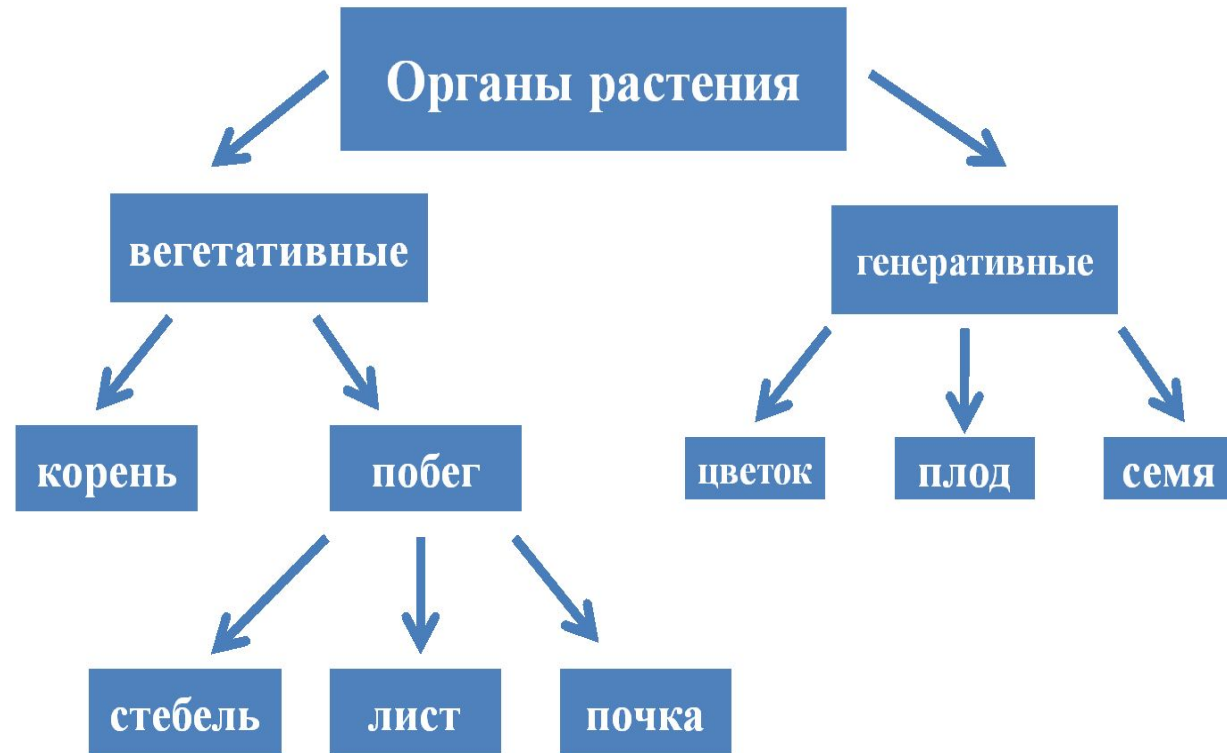 Органы растения
вегетативные
генеративные
корень
побег
цветок
плод
семя
стебель
лист
почка